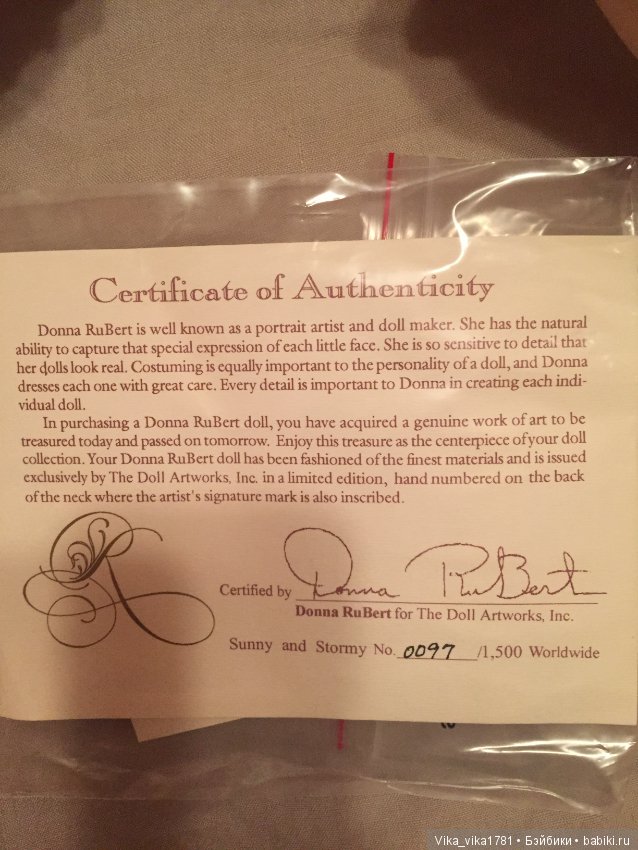 Certificate of Authenticity
Donna RuBert is well known as a portrait artist and doll maker. She has the natural
ability to capture that special expression of each little face. She is so sensitive to detail that
her dolls look real. Costuming is equally important to the personality of a doll, and Donna
dresses each one with great care. Every detail is important to Donna in creating each indi-
vidual doll.
In purchasing a Donna RuBert doll, you have acquired a genuine work of art to be
treasured today and passed on tomorrow. Enjoy this treasure as the centerpiece of your doll
collection. Your Donna RuBert doll has been fashioned of the finest materials and is issued
exclusively by The Doll Artworks, Inc. in a limited edition, hand numbered on the back
of the neck where the artist's signature mark is also inscribed.
Certified by Donna RuBert
Donna RuBert for The Doll Artworks, Inc.
Sunny and Stormy No. 0097 /1,500 Worldwide
Vika_vika1781 • Бэйбики • babiki.ru